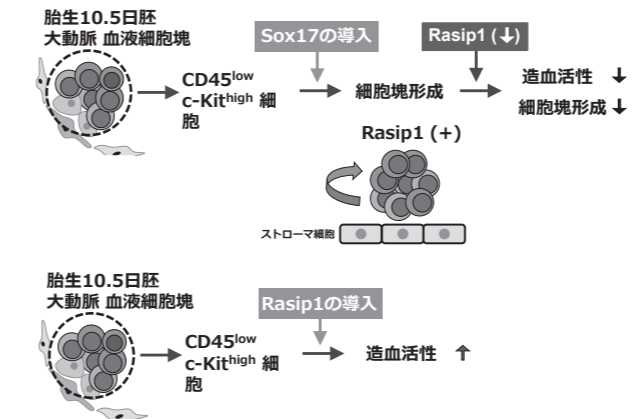 胎生10.5日胚
大動脈 血液細胞塊
Sox17の導入
Rasip1 (↓)
CD45low
c-Kithigh 細
胞
細胞塊形成
造血活性 ↓
細胞塊形成 ↓
Rasip1 (+)
ストローマ細胞
胎生10.5日胚
大動脈 血液細胞塊
Rasip1の導入
CD45low
c-Kithigh 細
胞
造血活性 ↑